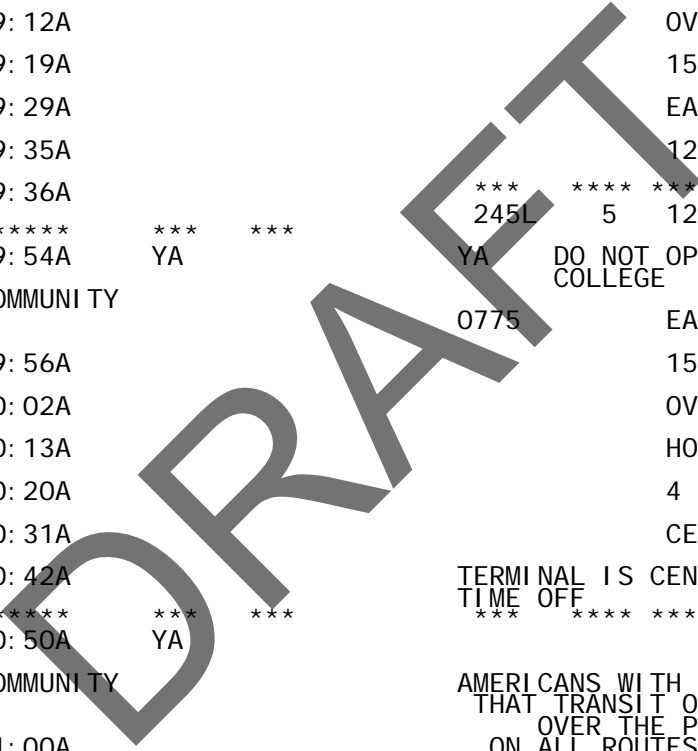 9:12A OV
9:19A 15
9:29A EA
9:35A 12
9:36A
*** **** ***
***** *** *** 245L 5 12
9:54A YA YA DO NOT OP
COLLEGE
OMMUNITY
0775 EA
9:56A 15
0:02A OV
0:13A HO
0:20A 4
0:31A CE
0:42A TERMINAL IS CEN
TIME OFF
***** *** *** *** **** ***
0:50A YA
OMMUNITY AMERICANS WITH
THAT TRANSIT O
OVER THE P
1:00A ON ALL ROUTES
DRAFT